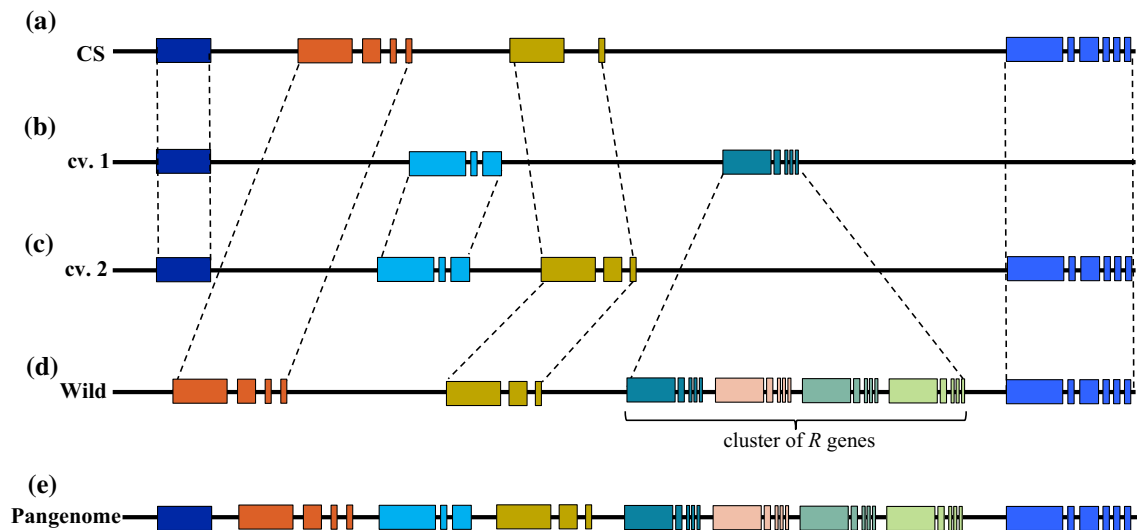 (a)
CS
(b)
cv. 1
(c)
cv. 2
(d)
Wild
cluster of R genes
(e)
Pangenome